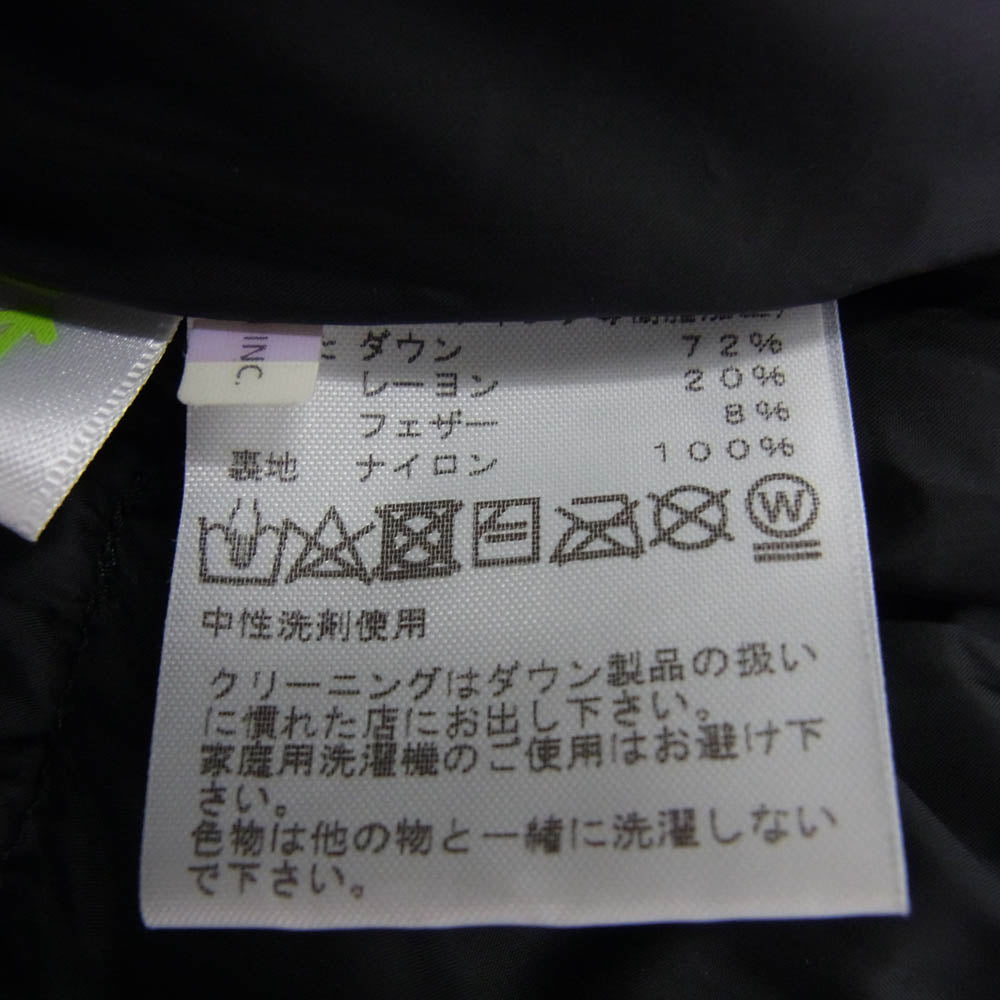 INC.
ダウン 72%
レーヨン 20%
フェザー 8%
裏地 ナイロン 100%
W
中性洗剤使用
クリーニングはダウン製品の扱い
に慣れた店にお出し下さい。
家庭用洗濯機のご使用はお避け下
さい。
色物は他の物と一緒に洗濯しない
で下さい。